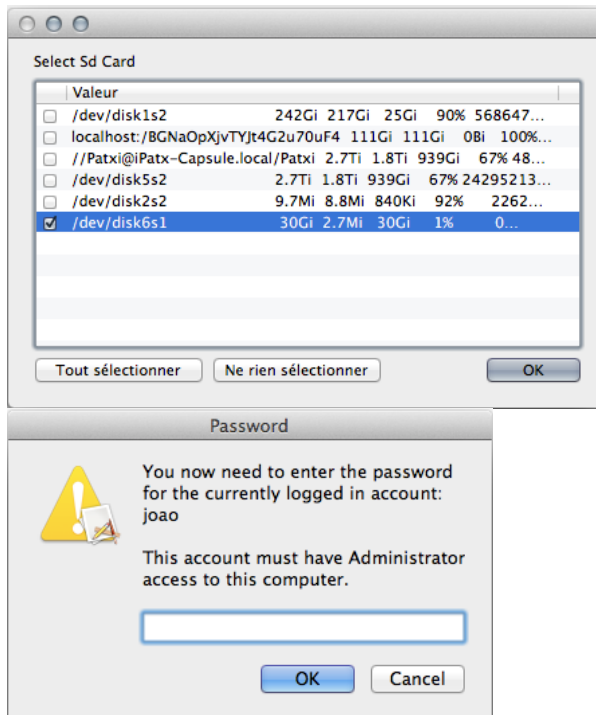 Select Sd Card
Valeur
/dev/disk1s2 242Gi 217Gi 25Gi 90% 568647...
localhost:/BGNaOpXjvTYJt4G2u70uF4 111Gi 111Gi 0Bi 100%...
//Patxi@iPatx-Capsule.local/Patxi 2.7Ti 1.8Ti 939Gi 67% 48...
/dev/disk5s2 2.7Ti 1.8Ti 939Gi 67% 24295213...
/dev/disk2s2 9.7Mi 8.8Mi 840Ki 92% 2262...
/dev/disk6s1 30Gi 2.7Mi 30Gi 1% 0...
Tout sélectionner Ne rien sélectionner OK
Password
You now need to enter the password
for the currently logged in account:
joao
This account must have Administrator
access to this computer.
OK Cancel